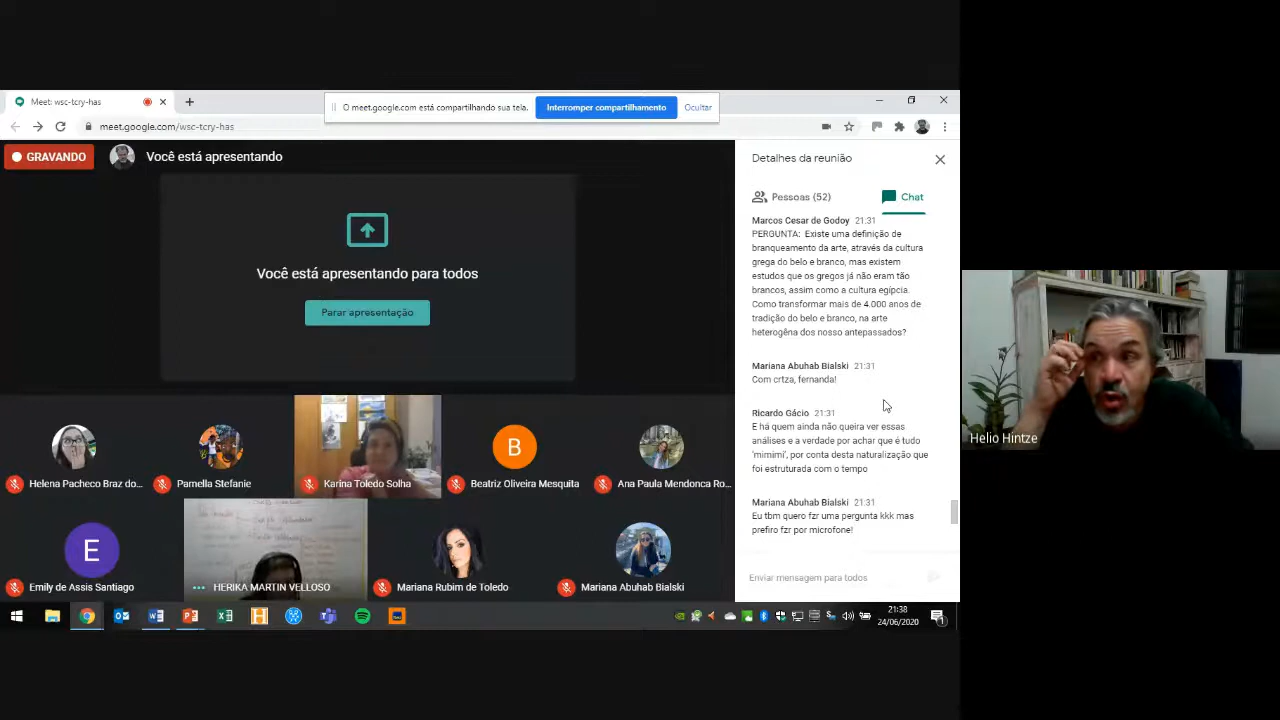 Meet: wsc-tcry-has
O meet.google.com está compartilhando sua tela.
Interromper compartilhamento
Ocultar
meet.google.com/wsc-tcry-has
GRAVANDO
Você está apresentando
Você está apresentando para todos
Parar apresentação
Helena Pacheco Braz do...
Pamella Stefanie
Karina Toledo Solha
B
Beatriz Oliveira Mesquita
Ana Paula Mendonca Ro...
E
Emily de Assis Santiago
HERIKA MARTIN VELLOSO
Mariana Rubim de Toledo
Mariana Abuhab Bialski
Detalhes da reunião
Pessoas (52)
Chat
Marcos Cesar de Godoy 21:31
PERGUNTA: Existe uma definição de
branqueamento da arte, através da cultura
grega do belo e branco, mas existem
estudos que os gregos já não eram tão
brancos, assim como a cultura egípcia.
Como transformar mais de 4.000 anos de
tradição do belo e branco, na arte
heterogêna dos nosso antepassados?
Mariana Abuhab Bialski 21:31
Com crtza, fernanda!
Ricardo Gácio 21:31
E há quem ainda não queira ver essas
análises e a verdade por achar que é tudo
'mimimi', por conta desta naturalização que
foi estruturada com o tempo
Mariana Abuhab Bialski 21:31
Eu tbm quero fzr uma pergunta kkk mas
prefiro fzr por microfone!
Enviar mensagem para todos
Helio Hintze
21:38
24/06/2020